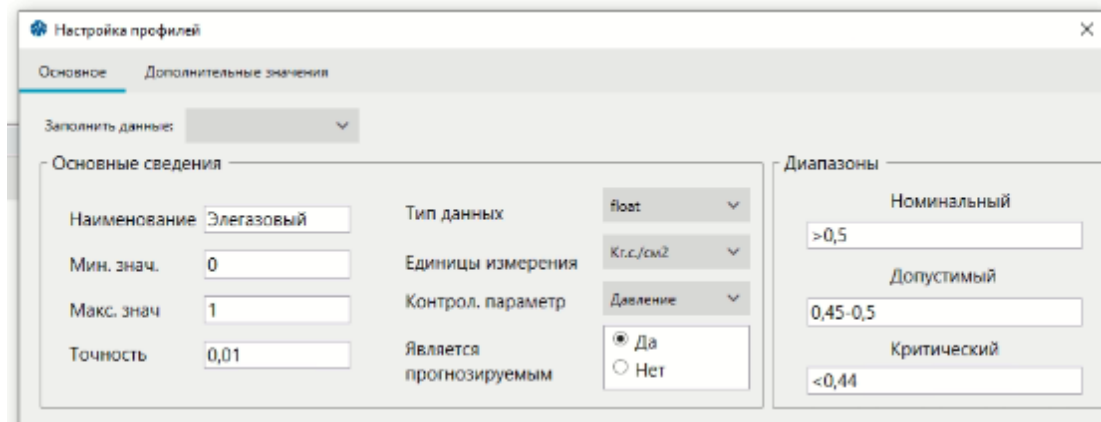 Настройка профилей
Основное Дополнительные значения
Заполнить данные:
Основные сведения
Наименование Элегазовый
Мин. знач. 0
Макс. знач 1
Точность 0,01
Тип данных float
Единицы измерения Кг.с./см2
Контрол. параметр Давление
Является
прогнозируемым
Да
Нет
Диапазоны
Номинальный
>0,5
Допустимый
0,45-0,5
Критический
<0,44